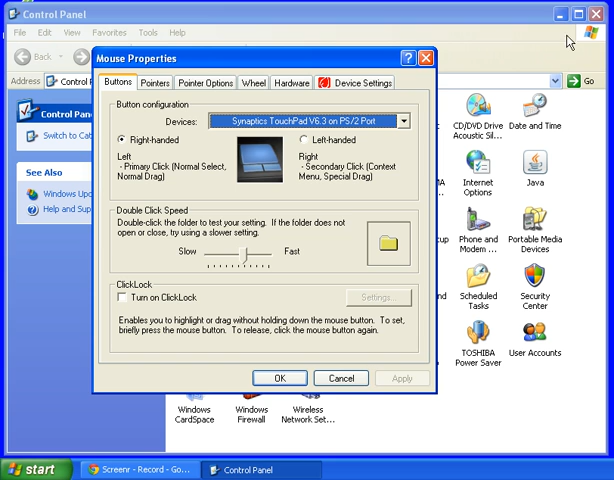 Control Panel
File Edit View Favorites Tools Help
Back
Address Control P
Go
Control Pane
Switch to Cat
See Also
Windows Upd
Help and Supp
Mouse Properties
Buttons Pointers Pointer Options Wheel Hardware Device Settings
Button configuration
Devices: Synaptics TouchPad V6.3 on PS/2 Port
Right-handed
Left-handed
Left
- Primary Click (Normal Select,
Normal Drag)
Right
- Secondary Click (Context
Menu, Special Drag)
Double Click Speed
Double-click the folder to test your setting. If the folder does not
open or close, try using a slower setting.
Slow Fast
ClickLock
Turn on ClickLock
Settings...
Enables you to highlight or drag without holding down the mouse button. To set,
briefly press the mouse button. To release, click the mouse button again.
OK Cancel Apply
CD/DVD Drive
Acoustic Sil...
Date and Time
Internet
Options
Java
Phone and
Modem ...
Portable Media
Devices
Scheduled
Tasks
Security
Center
TOSHIBA
Power Saver
User Accounts
Windows
CardSpace
Windows
Firewall
Wireless
Network Set...
start
Screenr - Record - Go...
Control Panel